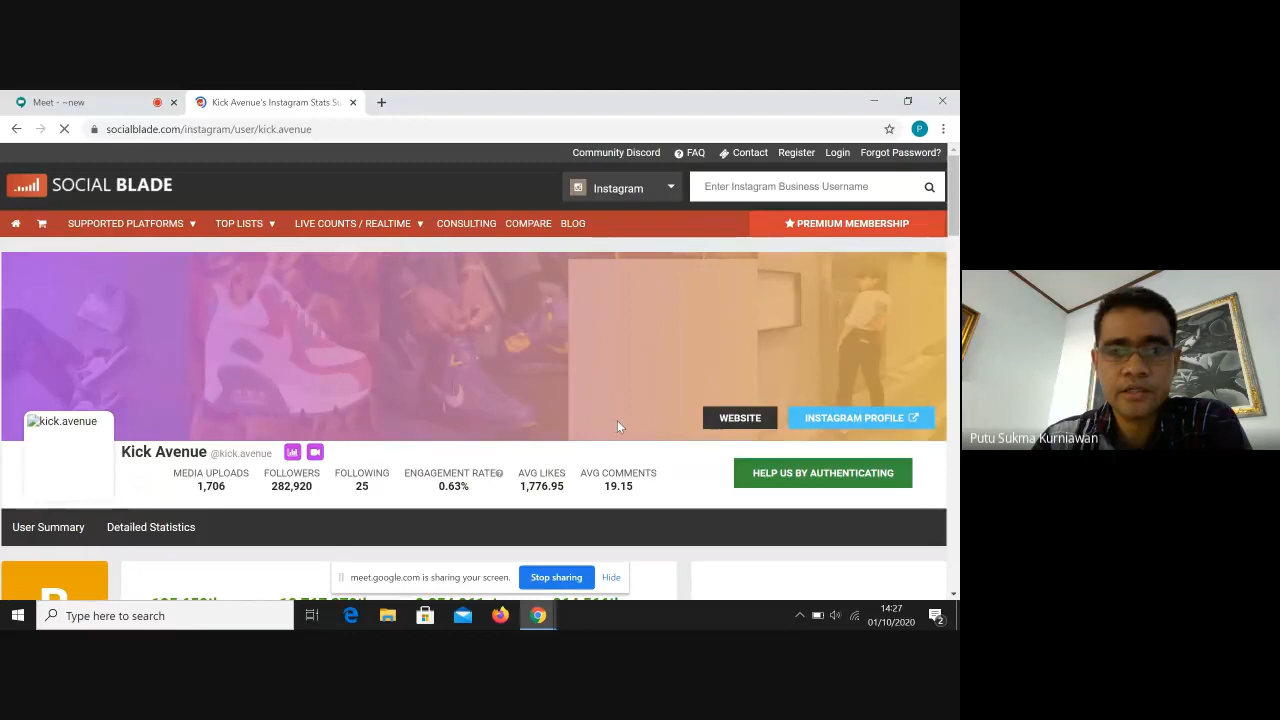 Meet - ~new
Kick Avenue's Instagram Stats Su
socialblade.com/instagram/user/kick.avenue
Community Discord FAQ Contact Register Login Forgot Password?
SOCIAL BLADE
Instagram
Enter Instagram Business Username
SUPPORTED PLATFORMS TOP LISTS LIVE COUNTS / REALTIME CONSULTING COMPARE BLOG PREMIUM MEMBERSHIP
WEBSITE INSTAGRAM PROFILE
kick.avenue
Kick Avenue @kick.avenue
MEDIA UPLOADS FOLLOWERS FOLLOWING ENGAGEMENT RATE AVG LIKES AVG COMMENTS
1,706 282,920 25 0.63% 1,776.95 19.15
HELP US BY AUTHENTICATING
User Summary Detailed Statistics
meet.google.com is sharing your screen. Stop sharing Hide
Type here to search
14:27
01/10/2020
2
P
Putu Sukma Kurniawan